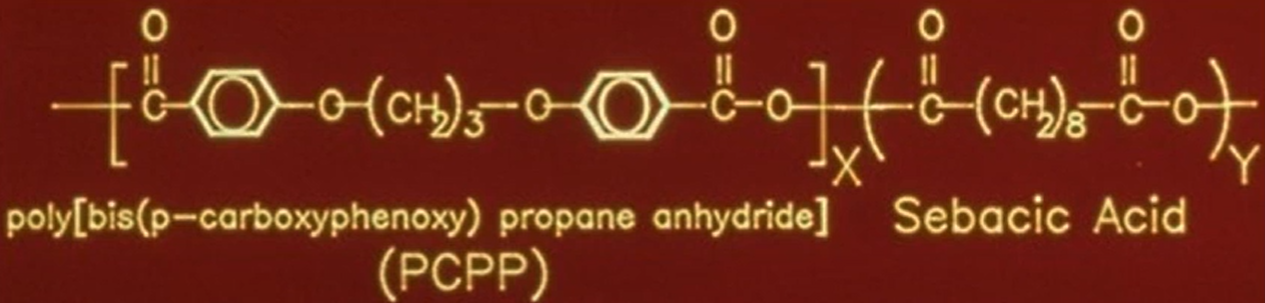 O O O O
C O (CH2)3 O C O X C (CH2)8 C O Y
poly[bis(p-carboxyphenoxy) propane anhydride] Sebacic Acid
(PCPP)